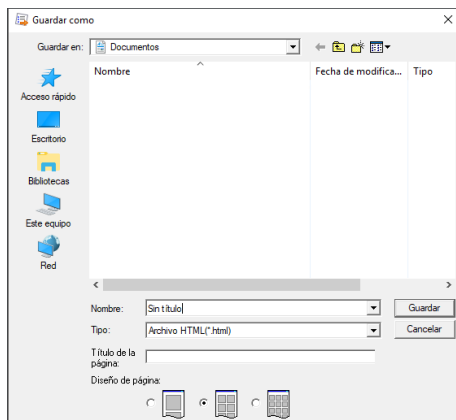 Guardar como
Guardar en: Documentos
Nombre Fecha de modifica... Tipo
Acceso rápido
Escritorio
Bibliotecas
Este equipo
Red
Nombre: Sin título Guardar
Tipo: Archivo HTML(*.html) Cancelar
Título de la
página:
Diseño de página: